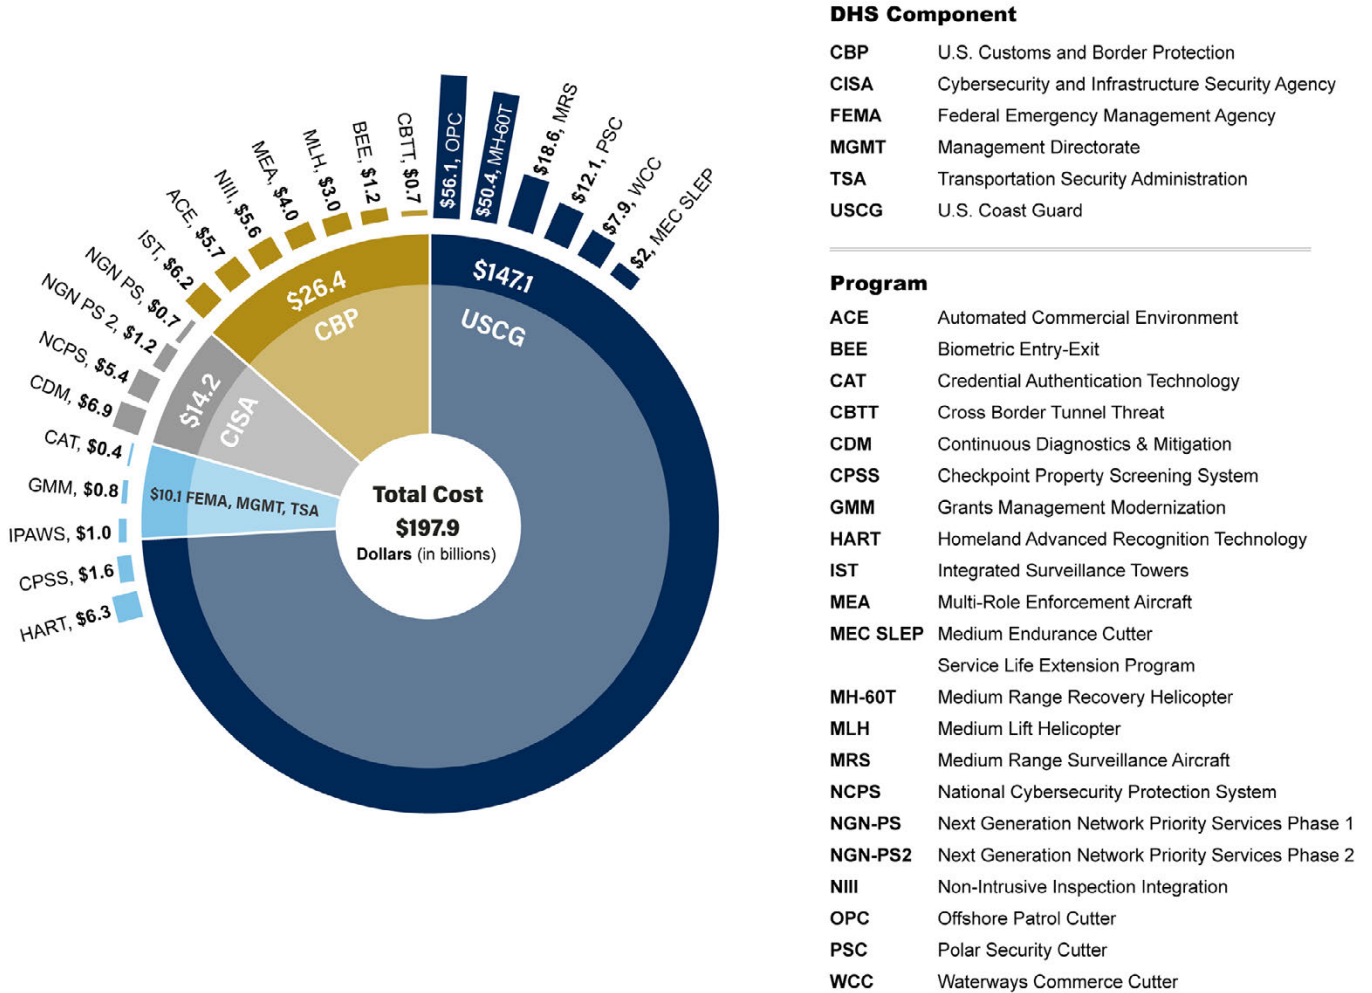 $56.1, OPC
$50.4, MH-60T
$18.6, MRS
$12.1, PSC
$7.9, WCC
$2, MEC SLEP
CBTT, $0.7
BEE, $1.2
MLH, $3.0
MEA, $4.0
NIII, $5.6
ACE, $5.7
IST, $6.2
NGN PS, $0.7
NGN PS 2, $1.2
NCPS, $5.4
CDM, $6.9
CAT, $0.4
GMM, $0.8
IPAWS, $1.0
CPSS, $1.6
HART, $6.3
$147.1
USCG
$26.4
CBP
$14.2
CISA
$10.1 FEMA, MGMT, TSA
Total Cost
$197.9
Dollars (in billions)
DHS Component
CBP U.S. Customs and Border Protection
CISA Cybersecurity and Infrastructure Security Agency
FEMA Federal Emergency Management Agency
MGMT Management Directorate
TSA Transportation Security Administration
USCG U.S. Coast Guard
Program
ACE Automated Commercial Environment
BEE Biometric Entry-Exit
CAT Credential Authentication Technology
CBTT Cross Border Tunnel Threat
CDM Continuous Diagnostics & Mitigation
CPSS Checkpoint Property Screening System
GMM Grants Management Modernization
HART Homeland Advanced Recognition Technology
IST Integrated Surveillance Towers
MEA Multi-Role Enforcement Aircraft
MEC SLEP Medium Endurance Cutter
Service Life Extension Program
MH-60T Medium Range Recovery Helicopter
MLH Medium Lift Helicopter
MRS Medium Range Surveillance Aircraft
NCPS National Cybersecurity Protection System
NGN-PS Next Generation Network Priority Services Phase 1
NGN-PS2 Next Generation Network Priority Services Phase 2
NIII Non-Intrusive Inspection Integration
OPC Offshore Patrol Cutter
PSC Polar Security Cutter
WCC Waterways Commerce Cutter